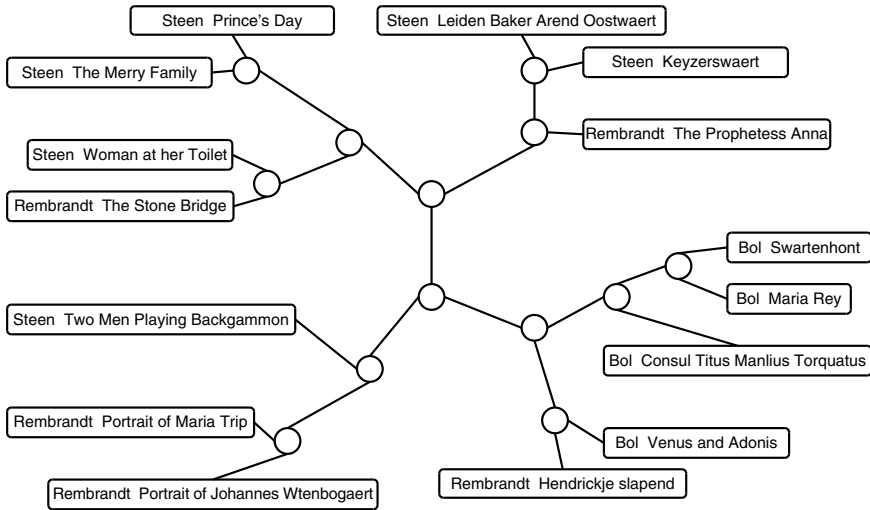 Steen Prince's Day
Steen Leiden Baker Arend Oostwaert
Steen The Merry Family
Steen Keyzerswaert
Rembrandt The Prophetess Anna
Steen Woman at her Toilet
Rembrandt The Stone Bridge
Bol Swartenhont
Bol Maria Rey
Steen Two Men Playing Backgammon
Bol Consul Titus Manlius Torquatus
Rembrandt Portrait of Maria Trip
Bol Venus and Adonis
Rembrandt Hendrickje slapend
Rembrandt Portrait of Johannes Wtenbogaert